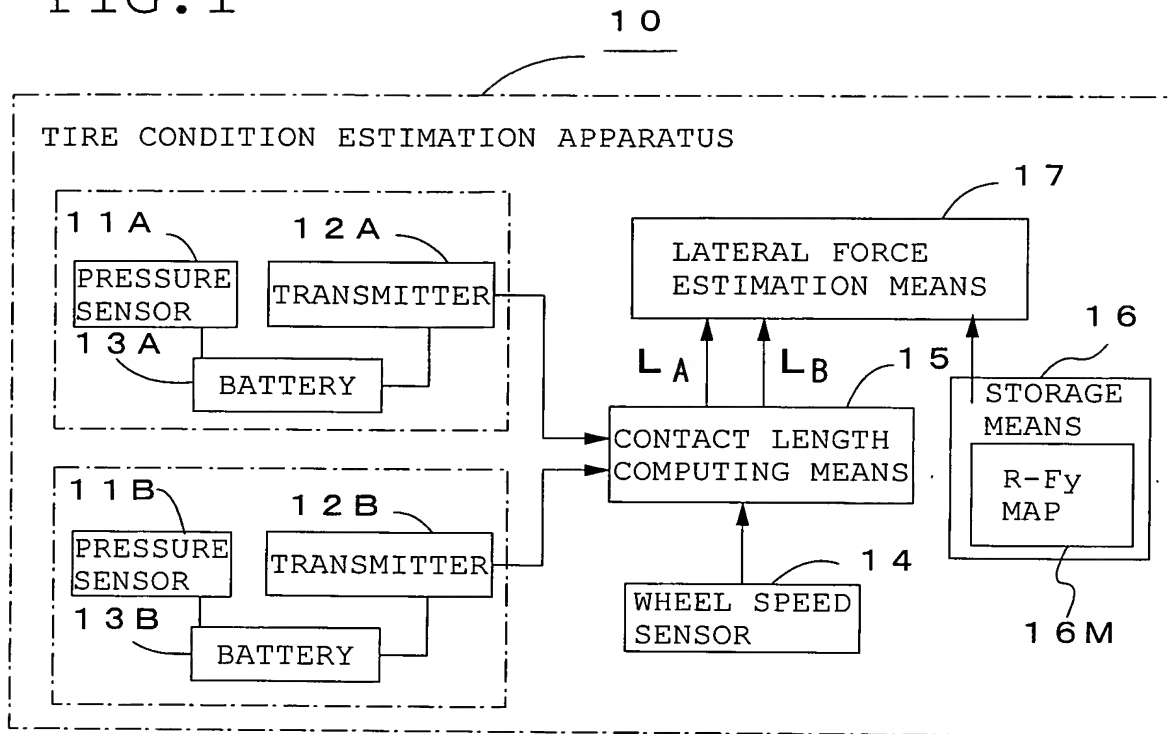 FIG.1
10
TIRE CONDITION ESTIMATION APPARATUS
11A
PRESSURE
SENSOR
12A
TRANSMITTER
13A
BATTERY
17
LATERAL FORCE
ESTIMATION MEANS
LA
LB
15
CONTACT LENGTH
COMPUTING MEANS
16
STORAGE
MEANS
R-Fy
MAP
16M
11B
PRESSURE
SENSOR
12B
TRANSMITTER
13B
BATTERY
14
WHEEL SPEED
SENSOR